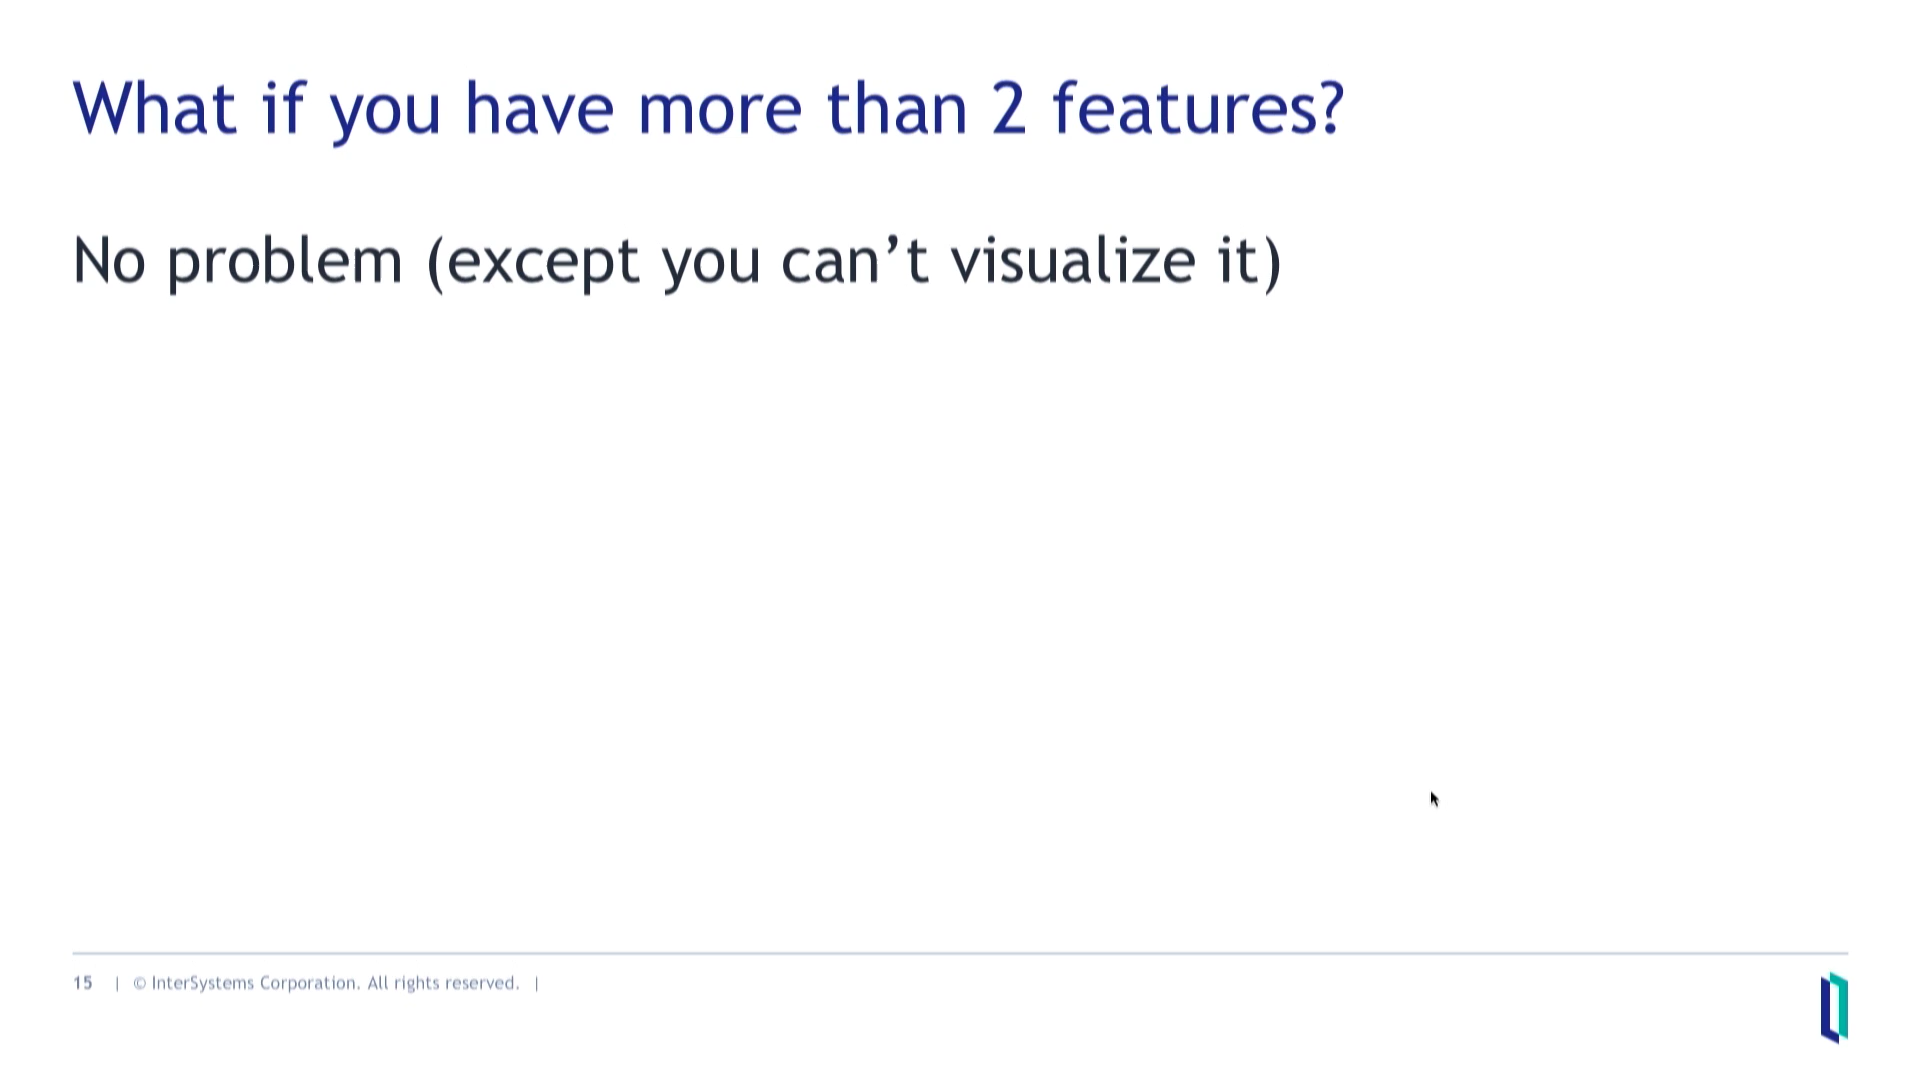 What if you have more than 2 features?
No problem (except you can’t visualize it)
15 | © InterSystems Corporation. All rights reserved. |